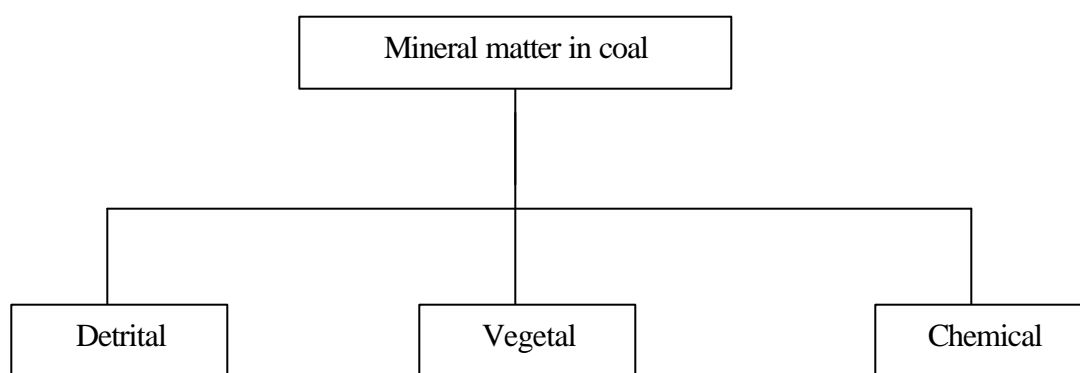 Mineral matter in coal
Detrital
Vegetal
Chemical